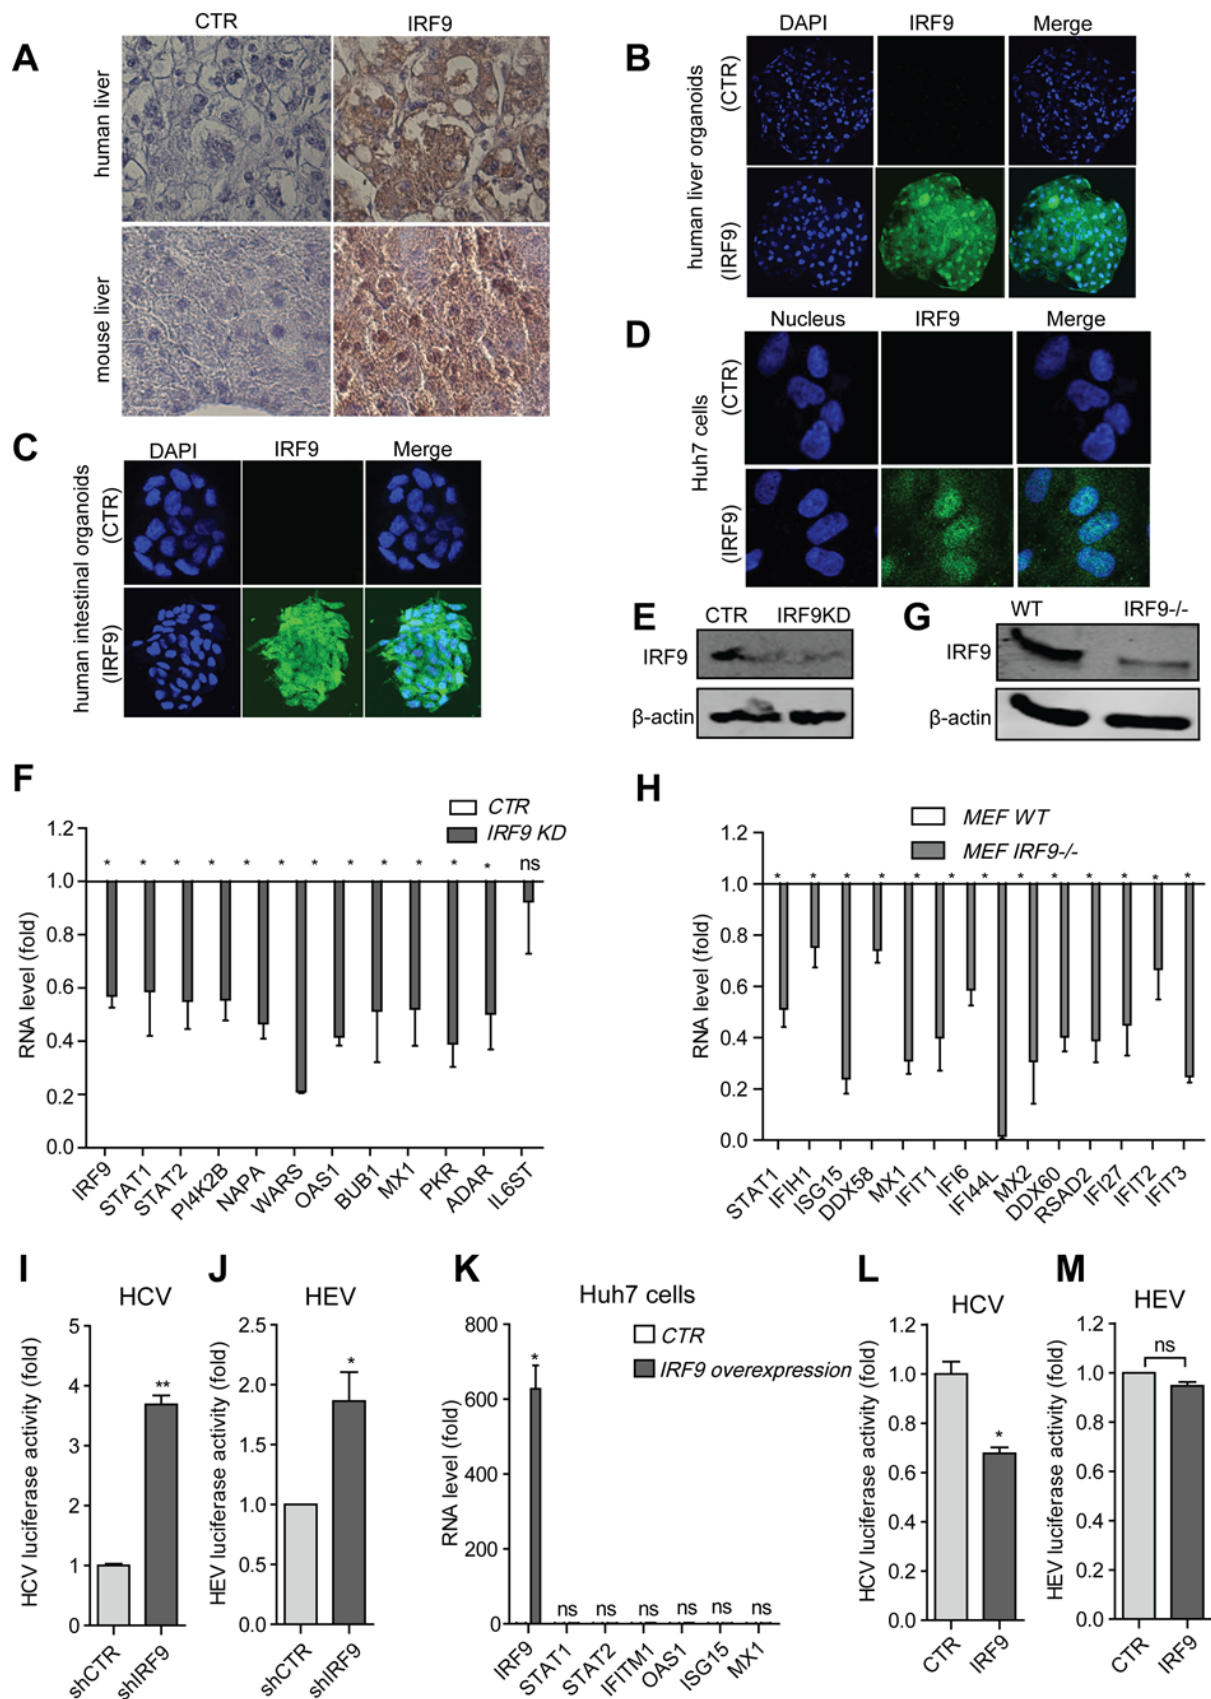 A
CTR
IRF9
human liver
mouse liver
B
DAPI
IRF9
Merge
human liver organoids
(CTR)
(IRF9)
C
DAPI
IRF9
Merge
human intestinal organoids
(CTR)
(IRF9)
D
Nucleus
IRF9
Merge
Huh7 cells
(CTR)
(IRF9)
E
CTR
IRF9KD
IRF9
β-actin
G
WT
IRF9-/-
IRF9
β-actin
F
CTR
IRF9 KD
RNA level (fold)
1.2
1.0
0.8
0.6
0.4
0.2
0.0
* * * * * * * * * * * ns
IRF9
STAT1
STAT2
PI4K2B
NAPA
WARS
OAS1
BUB1
MX1
PKR
ADAR
IL6ST
H
MEF WT
MEF IRF9-/-
RNA level (fold)
1.2
1.0
0.8
0.6
0.4
0.2
0.0
* * * * * * * * * * * * * *
STAT1
IFIH1
ISG15
DDX58
MX1
IFIT1
IFI6
IFI44L
MX2
DDX60
RSAD2
IFI27
IFIT2
IFIT3
I
HCV
HCV luciferase activity (fold)
5
4
3
2
1
0
**
shCTR
shIRF9
J
HEV
HEV luciferase activity (fold)
2.5
2.0
1.5
1.0
0.5
0.0
*
shCTR
shIRF9
K
Huh7 cells
CTR
IRF9 overexpression
RNA level (fold)
800
600
400
200
0
* ns ns ns ns ns ns
IRF9
STAT1
STAT2
IFITM1
OAS1
ISG15
MX1
L
HCV
HCV luciferase activity (fold)
1.2
1.0
0.8
0.6
0.4
0.2
0.0
*
CTR
IRF9
M
HEV
HEV luciferase activity (fold)
1.2
1.0
0.8
0.6
0.4
0.2
0.0
ns
CTR
IRF9